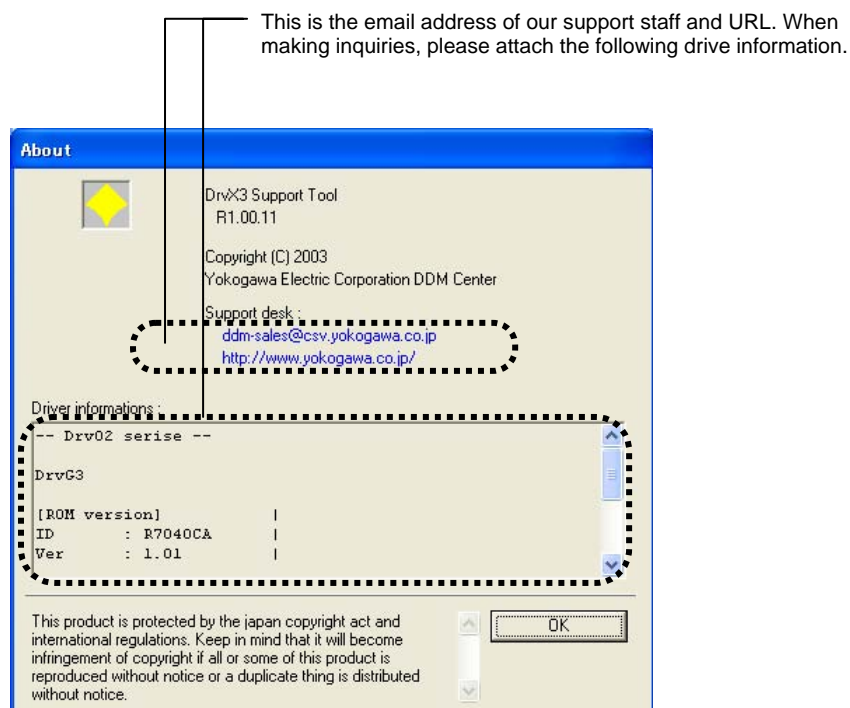 This is the email address of our support staff and URL. When
making inquiries, please attach the following drive information.
About
DrvX3 Support Tool
R1.00.11
Copyright (C) 2003
Yokogawa Electric Corporation DDM Center
Support desk :
ddm-sales@csv.yokogawa.co.jp
http://www.yokogawa.co.jp/
Driver informations :
-- Drv02 serise --
DrvG3
[ROM version] |
ID : R7040CA |
Ver : 1.01 |
This product is protected by the japan copyright act and
international regulations. Keep in mind that it will become
infringement of copyright if all or some of this product is
reproduced without notice or a duplicate thing is distributed
without notice.
OK